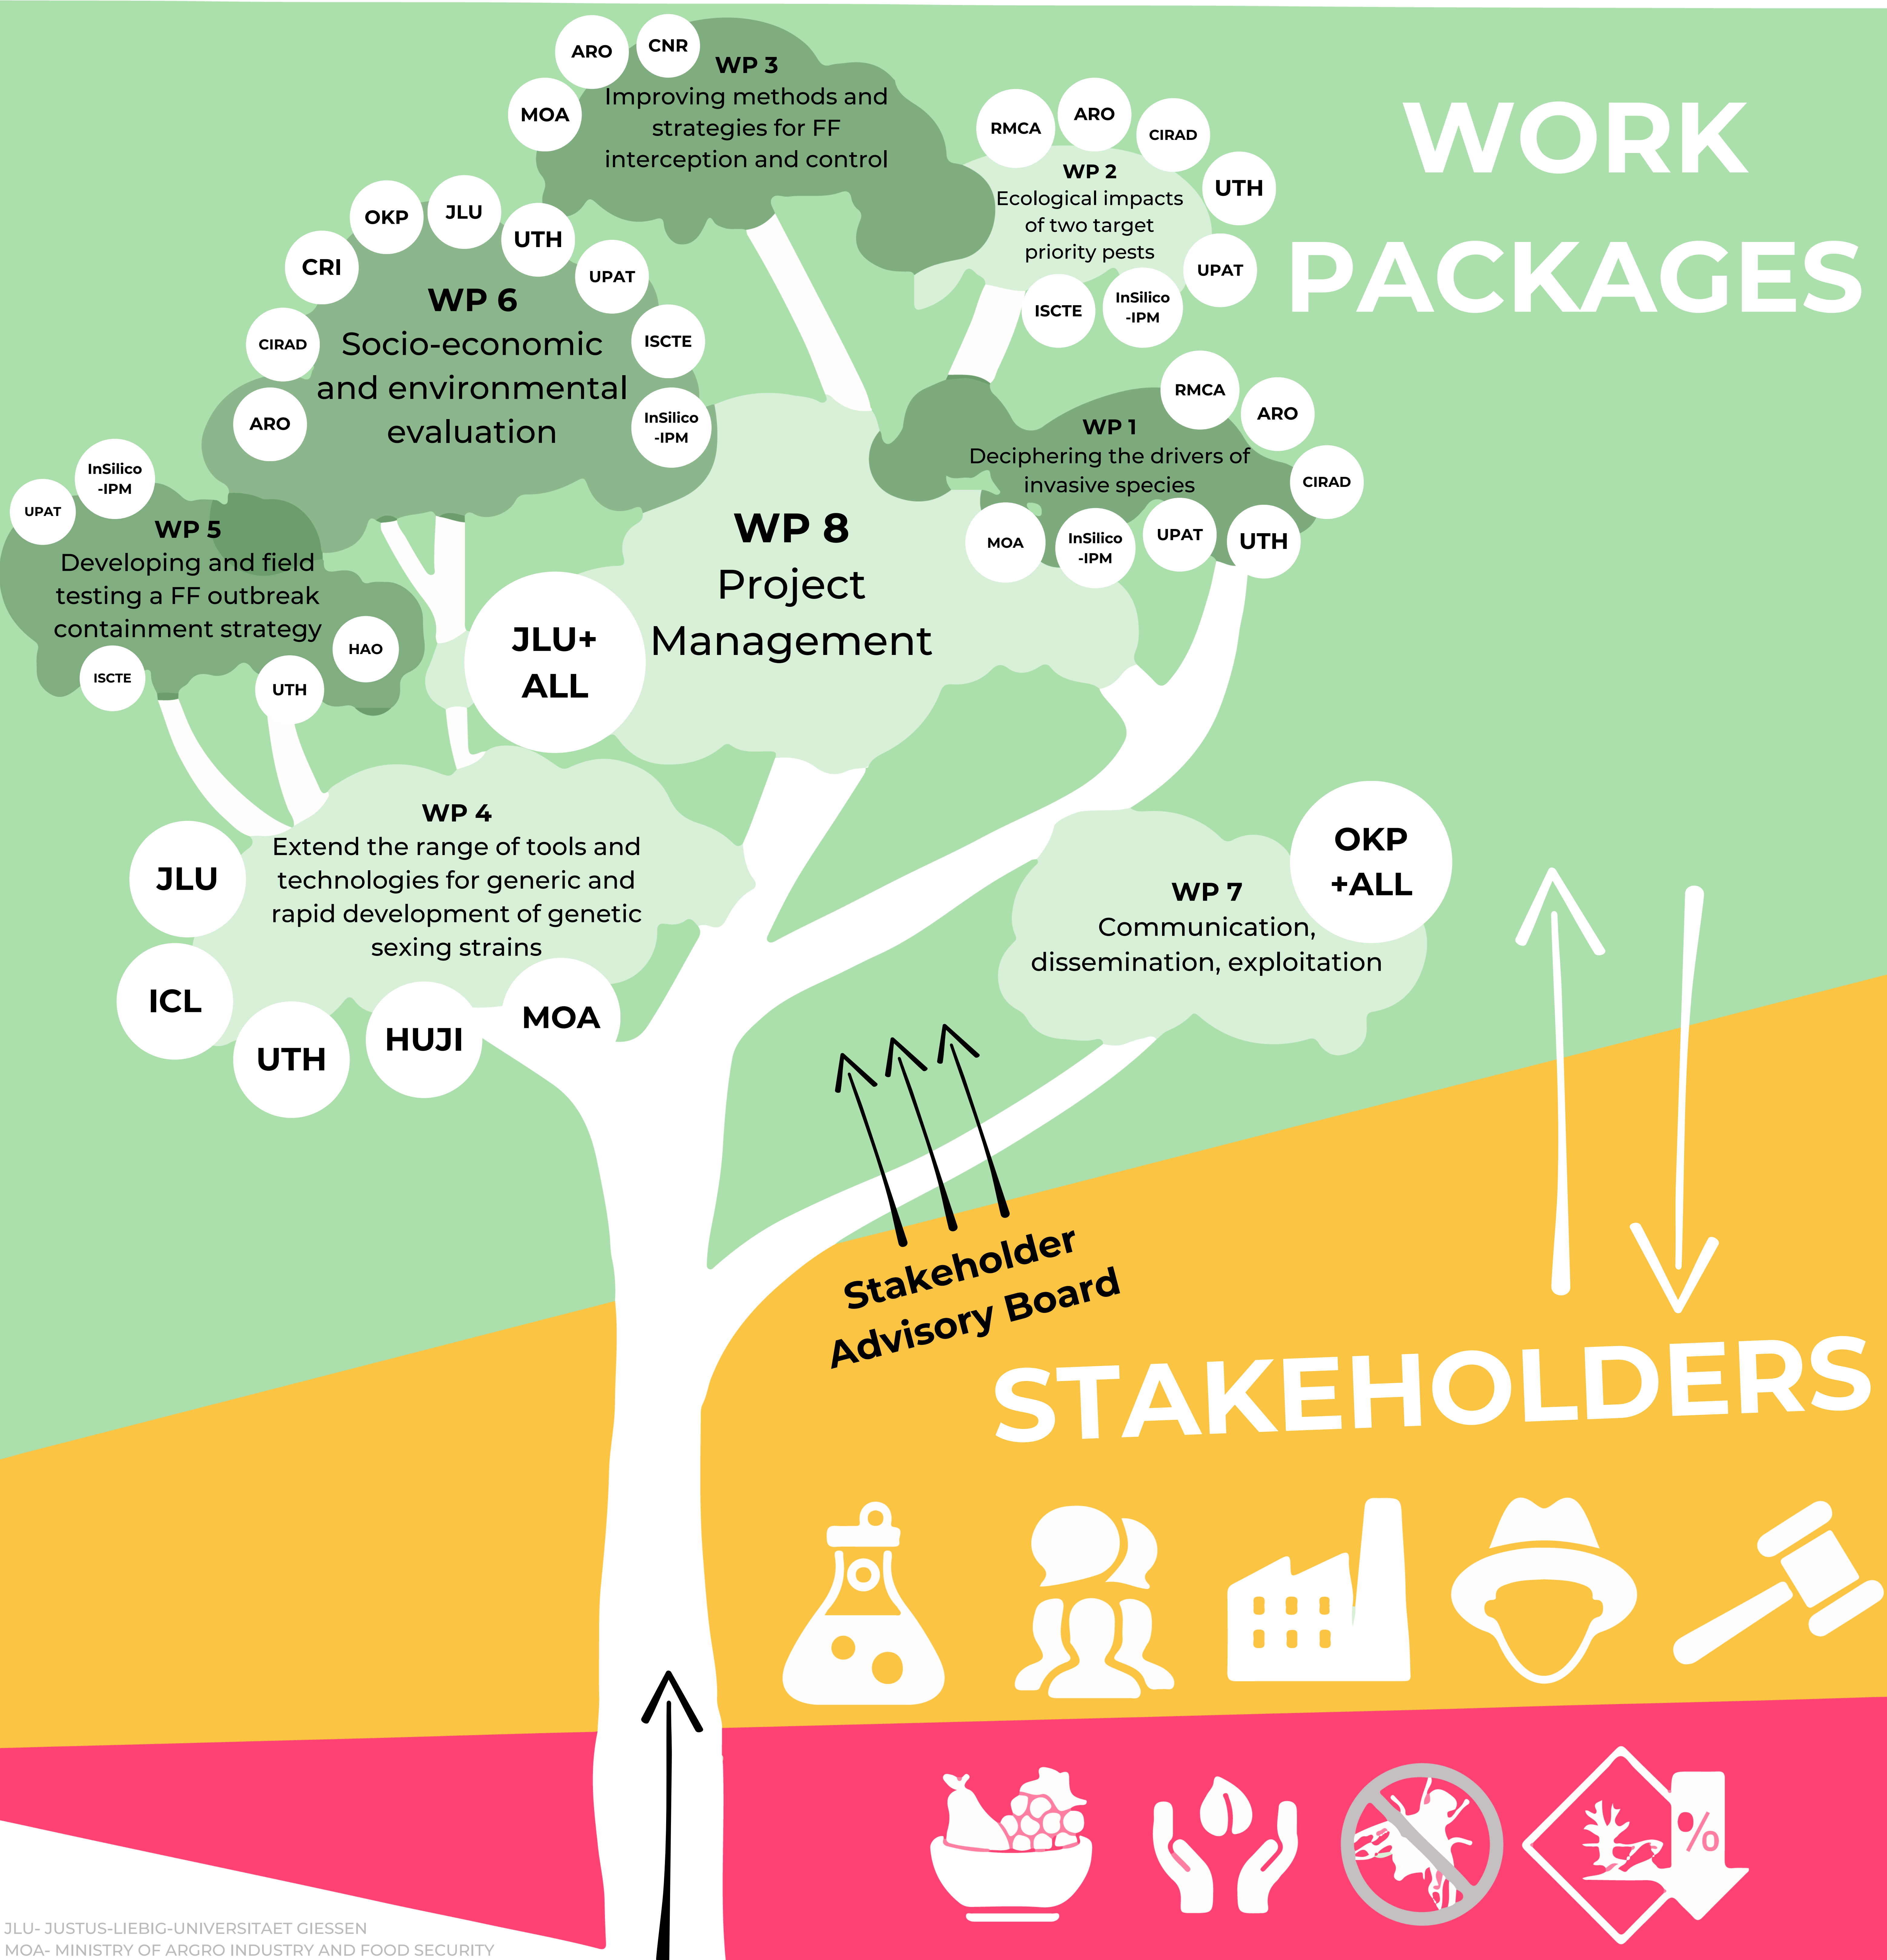 WORK
PACKAGES
ARO
CNR
MOA
WP 3
Improving methods and
strategies for FF
interception and control
RMCA
ARO
CIRAD
UTH
UPAT
InSilico
-IPM
ISCTE
WP 2
Ecological impacts
of two target
priority pests
OKP
JLU
UTH
UPAT
ISCTE
InSilico
-IPM
CRI
CIRAD
ARO
WP 6
Socio-economic
and environmental
evaluation
RMCA
ARO
CIRAD
UTH
UPAT
InSilico
-IPM
MOA
WP 1
Deciphering the drivers of
invasive species
InSilico
-IPM
UPAT
WP 5
Developing and field
testing a FF outbreak
containment strategy
HAO
ISCTE
UTH
WP 8
Project
Management
JLU+
ALL
WP 4
Extend the range of tools and
technologies for generic and
rapid development of genetic
sexing strains
JLU
ICL
UTH
HUJI
MOA
OKP
+ALL
WP 7
Communication,
dissemination, exploitation
Stakeholder
Advisory Board
STAKEHOLDERS
%
JLU- JUSTUS-LIEBIG-UNIVERSITAET GIESSEN
MOA- MINISTRY OF ARGRO INDUSTRY AND FOOD SECURITY